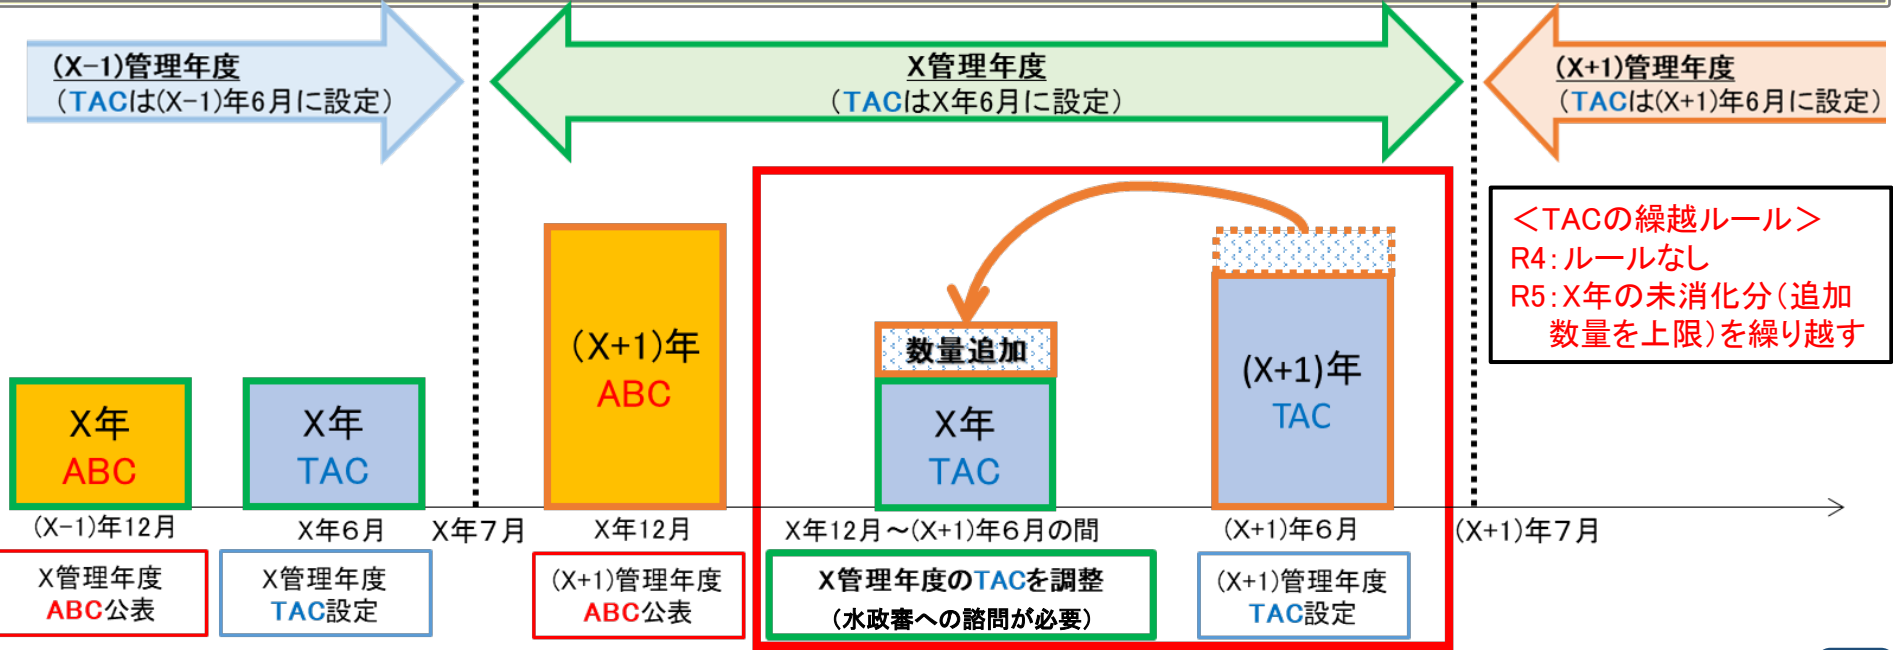 (X−1)管理年度
（TACは(X−1)年6月に設定）
X管理年度
（TACはX年6月に設定）
(X+1)管理年度
（TACは(X+1)年6月に設定）
＜TACの繰越ルール＞
R4：ルールなし
R5：X年の未消化分（追加
数量を上限）を繰り越す
X年
ABC
X年
TAC
(X+1)年
ABC
数量追加
X年
TAC
(X+1)年
TAC
(X−1)年12月
X年６月
X年７月
X年12月
X年12月～(X+1)年６月の間
(X+1)年６月
(X+1)年７月
X管理年度
ABC公表
X管理年度
TAC設定
(X+1)管理年度
ABC公表
X管理年度のTACを調整
（水政審への諮問が必要）
(X+1)管理年度
TAC設定